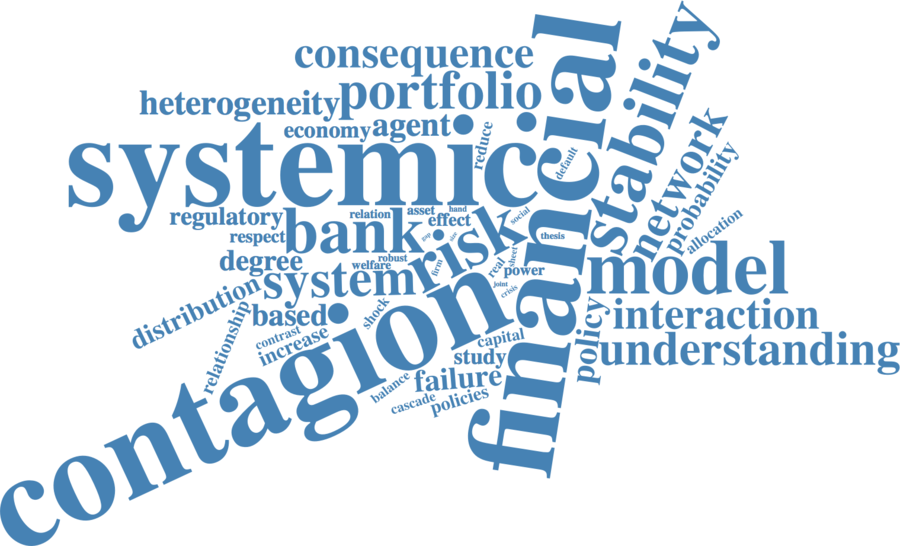 consequence
portfolio
heterogeneity
economy
agent
reduce
systemic
default
financial
stability
network
probability
allocation
regulatory
relation
asset
hand
effect
social
respect
bank
risk
thesis
gap
degree
welfare
robust
firm
real
sheet
power
model
system
joint
crisis
distribution
based
shock
interaction
policy
relationship
contrast
increase
capital
understanding
contagion
study
balance
failure
cascade
policies